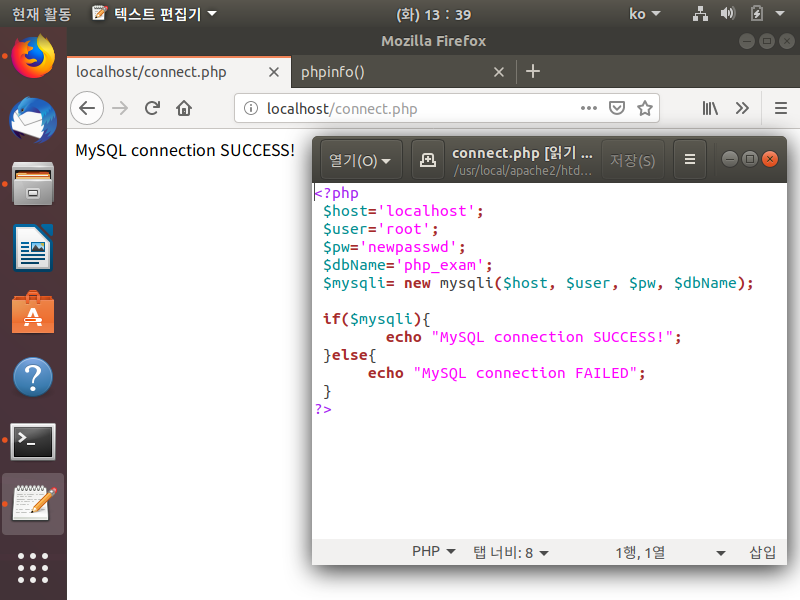 현재 활동 텍스트 편집기 (화) 13 : 39 ko
Mozilla Firefox
localhost/connect.php phpinfo()
localhost/connect.php
MySQL connection SUCCESS!
열기(O) connect.php [읽기 ... 저장(S)
/usr/local/apache2/htd...
<?php
$host='localhost';
$user='root';
$pw='newpasswd';
$dbName='php_exam';
$mysqli= new mysqli($host, $user, $pw, $dbName);
if($mysqli){
echo "MySQL connection SUCCESS!";
}else{
echo "MySQL connection FAILED";
}
?>
PHP 탭 너비: 8 1행, 1열 삽입